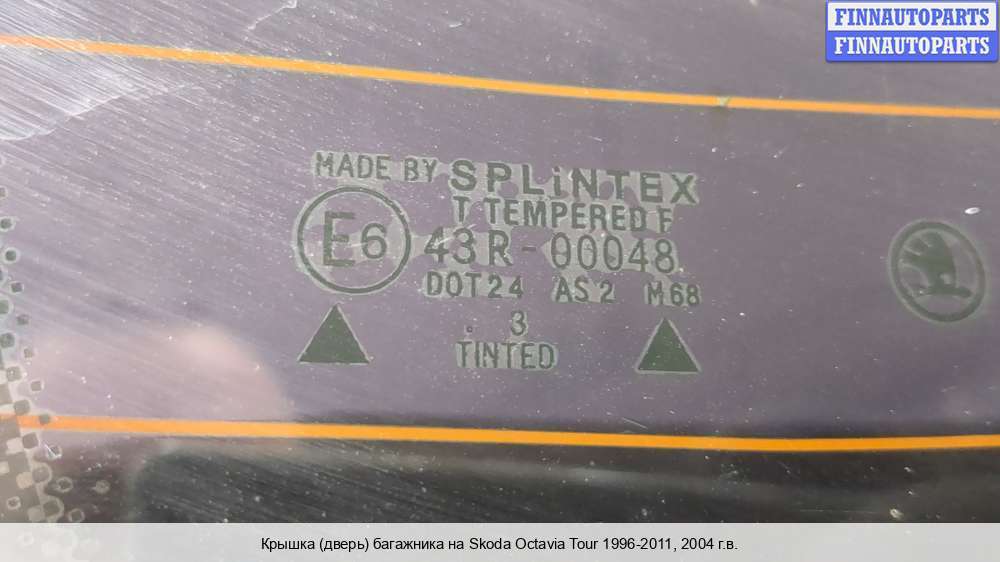 FINNAUTOPARTS
FINNAUTOPARTS
MADE BY SPLiNTEX
T TEMPERED F
E6 43R-00048
DOT24 AS2 M68
. 3
TINTED
Крышка (дверь) багажника на Skoda Octavia Tour 1996-2011, 2004 г.в.